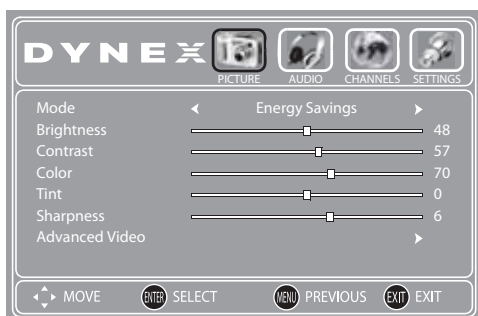 DYNEX
PICTURE AUDIO CHANNELS SETTINGS
Mode Energy Savings
Brightness 48
Contrast 57
Color 70
Tint 0
Sharpness 6
Advanced Video
MOVE ENTER SELECT MENU PREVIOUS EXIT EXIT